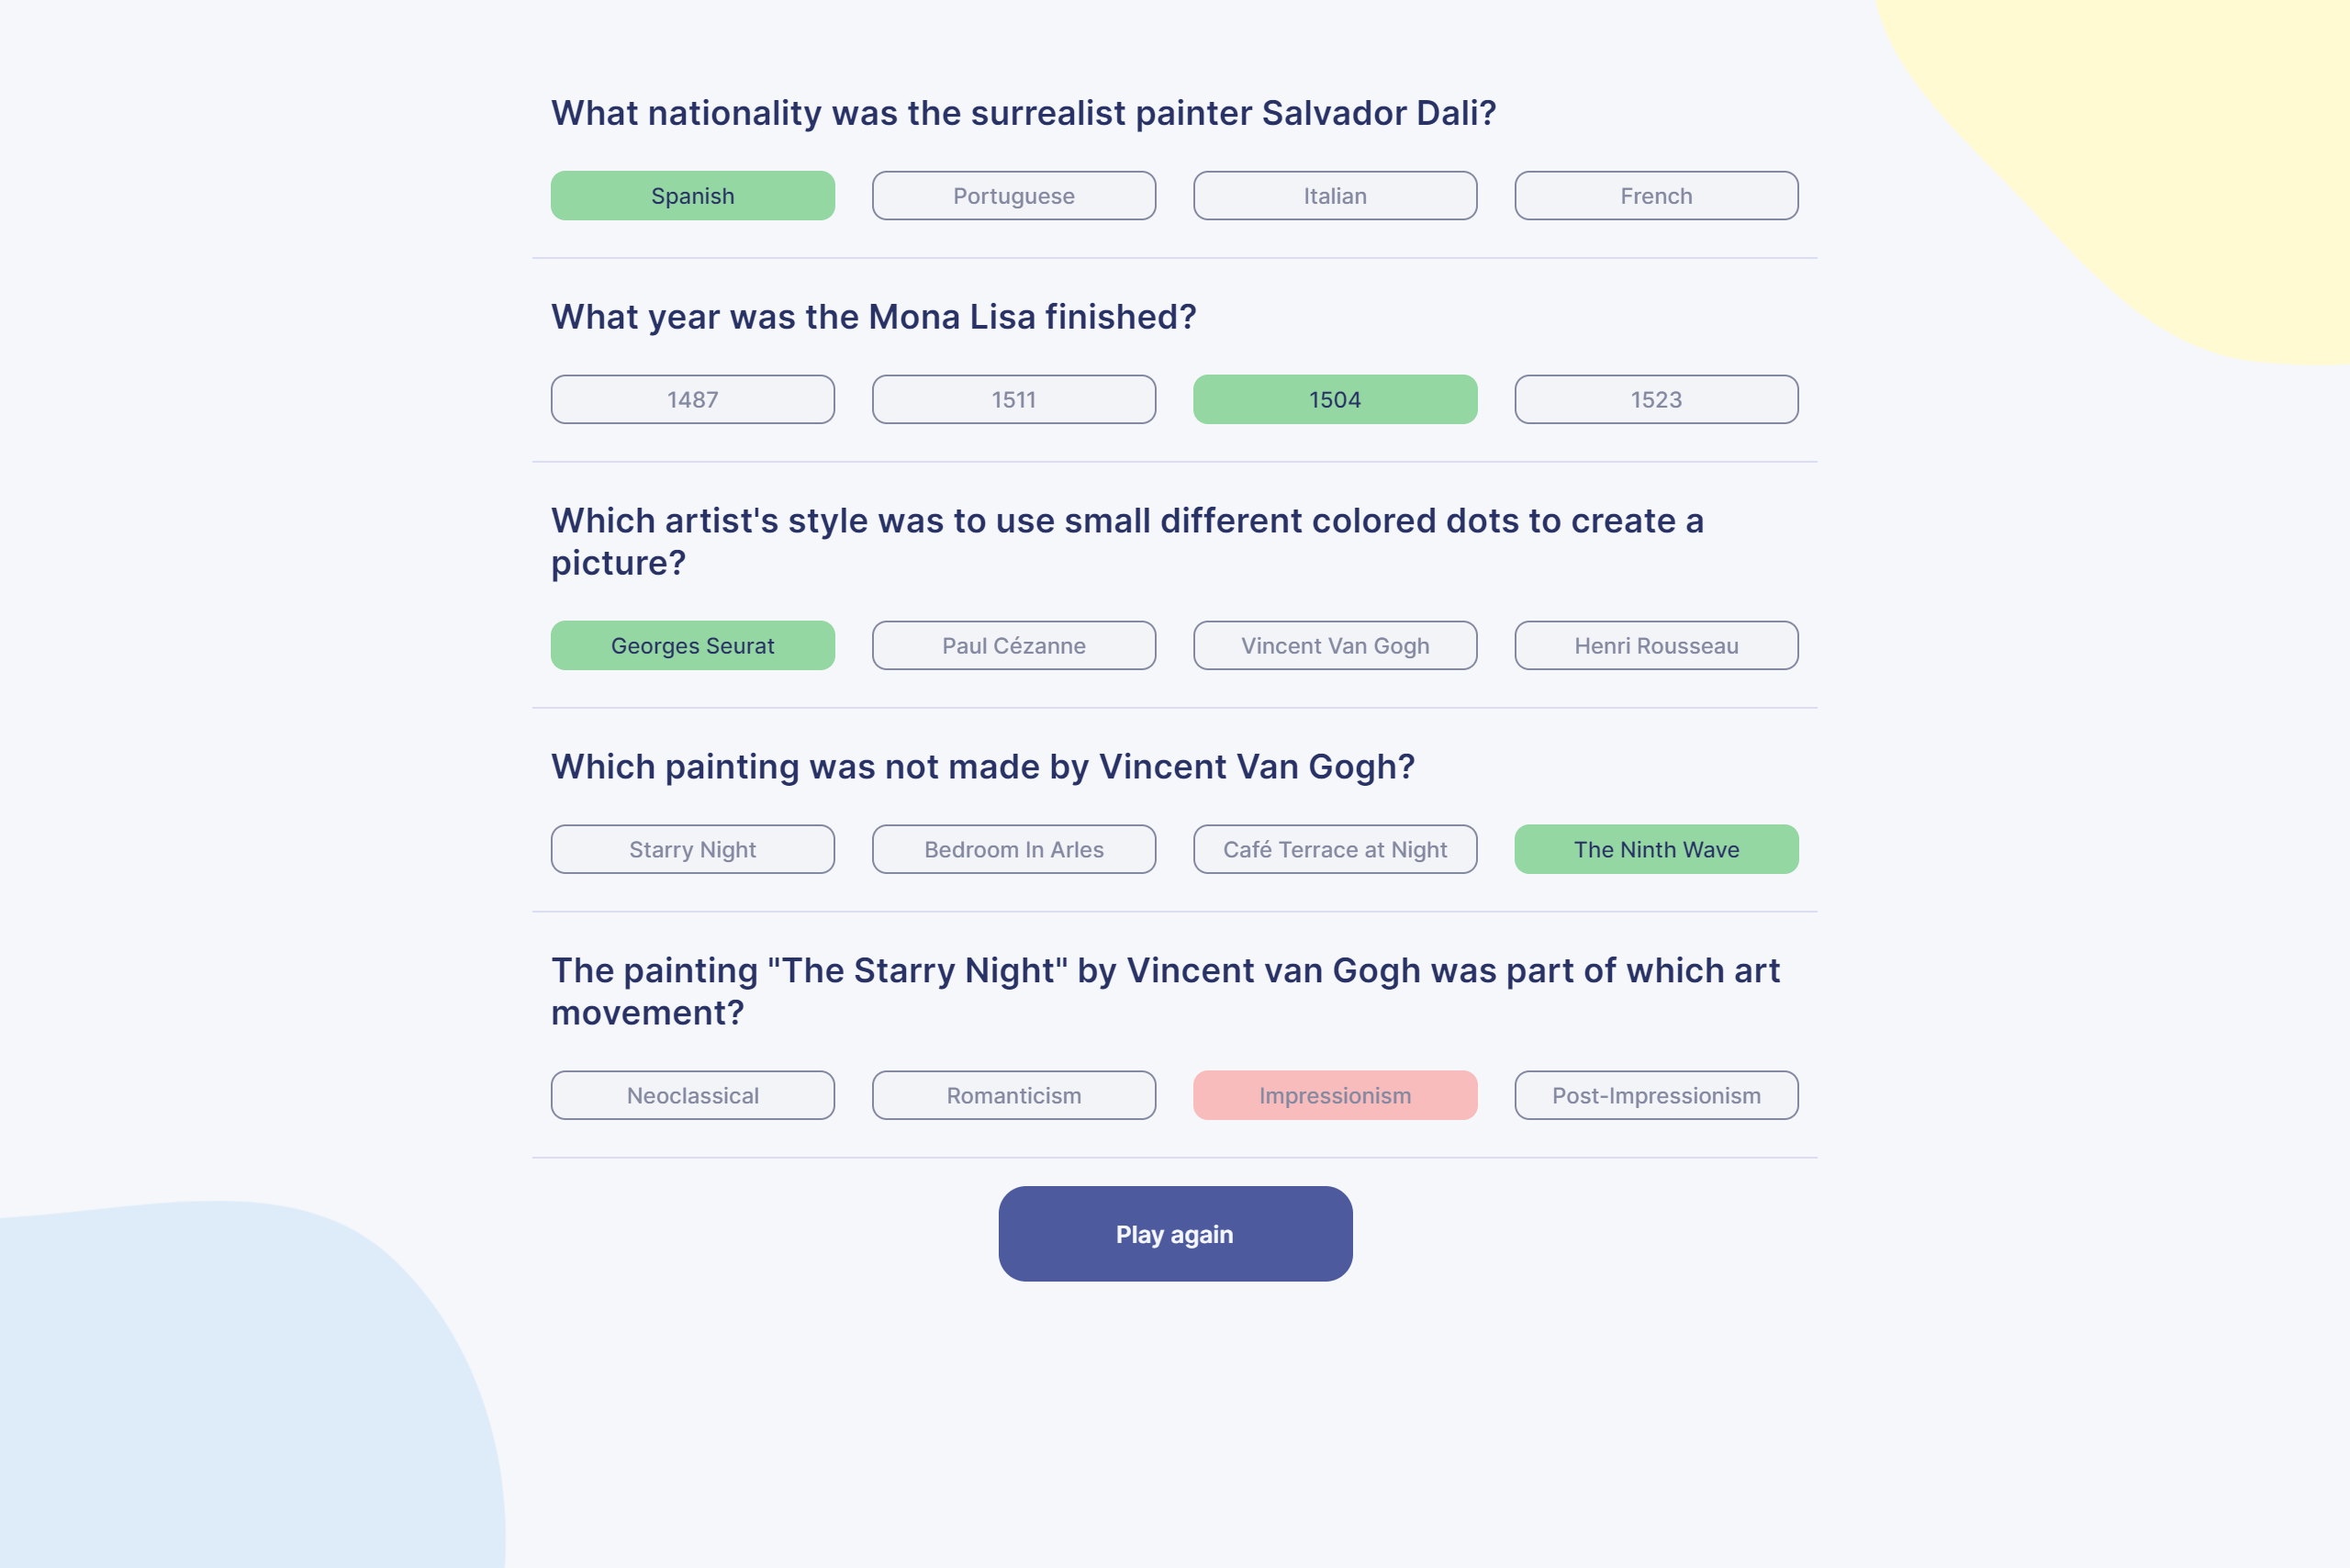 What nationality was the surrealist painter Salvador Dali?
Spanish
Portuguese
Italian
French
What year was the Mona Lisa finished?
1487
1511
1504
1523
Which artist's style was to use small different colored dots to create a
picture?
Georges Seurat
Paul Cézanne
Vincent Van Gogh
Henri Rousseau
Which painting was not made by Vincent Van Gogh?
Starry Night
Bedroom In Arles
Café Terrace at Night
The Ninth Wave
The painting "The Starry Night" by Vincent van Gogh was part of which art
movement?
Neoclassical
Romanticism
Impressionism
Post-Impressionism
Play again